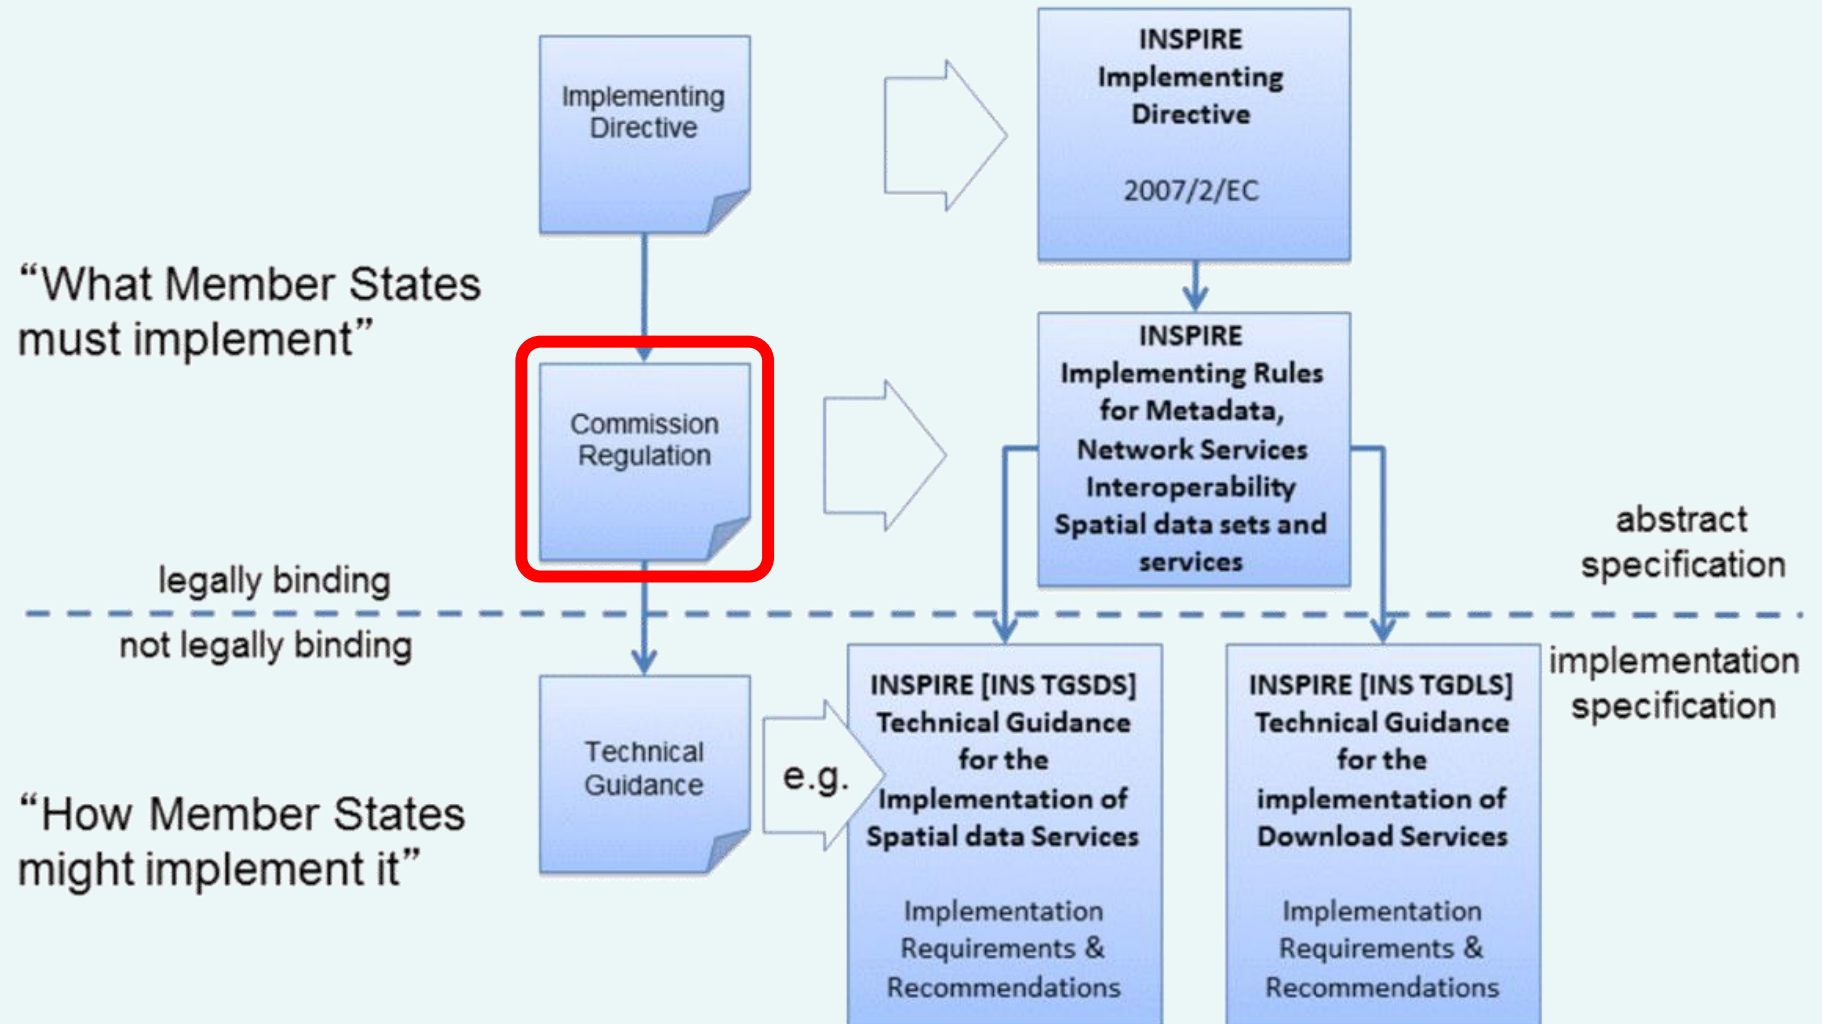 Implementing
Directive
INSPIRE
Implementing
Directive
2007/2/EC
“What Member States
must implement”
Commission
Regulation
INSPIRE
Implementing Rules
for Metadata,
Network Services
Interoperability
Spatial data sets and
services
abstract
specification
legally binding
not legally binding
implementation
specification
Technical
Guidance
e.g.
INSPIRE [INS TGSDS]
Technical Guidance
for the
Implementation of
Spatial data Services
Implementation
Requirements &
Recommendations
INSPIRE [INS TGDLS]
Technical Guidance
for the
implementation of
Download Services
Implementation
Requirements &
Recommendations
“How Member States
might implement it”